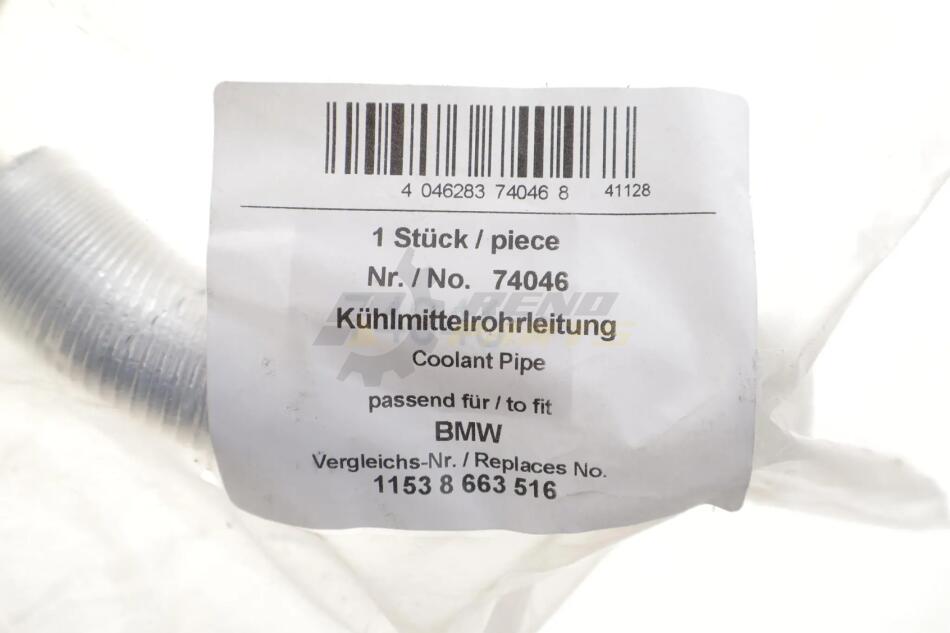 4 046283 74046 8 41128
1 Stück / piece
Nr. / No. 74046
Kühlmittelrohrleitung
Coolant Pipe
passend für / to fit
BMW
Vergleichs-Nr. / Replaces No.
1153 8 663 516